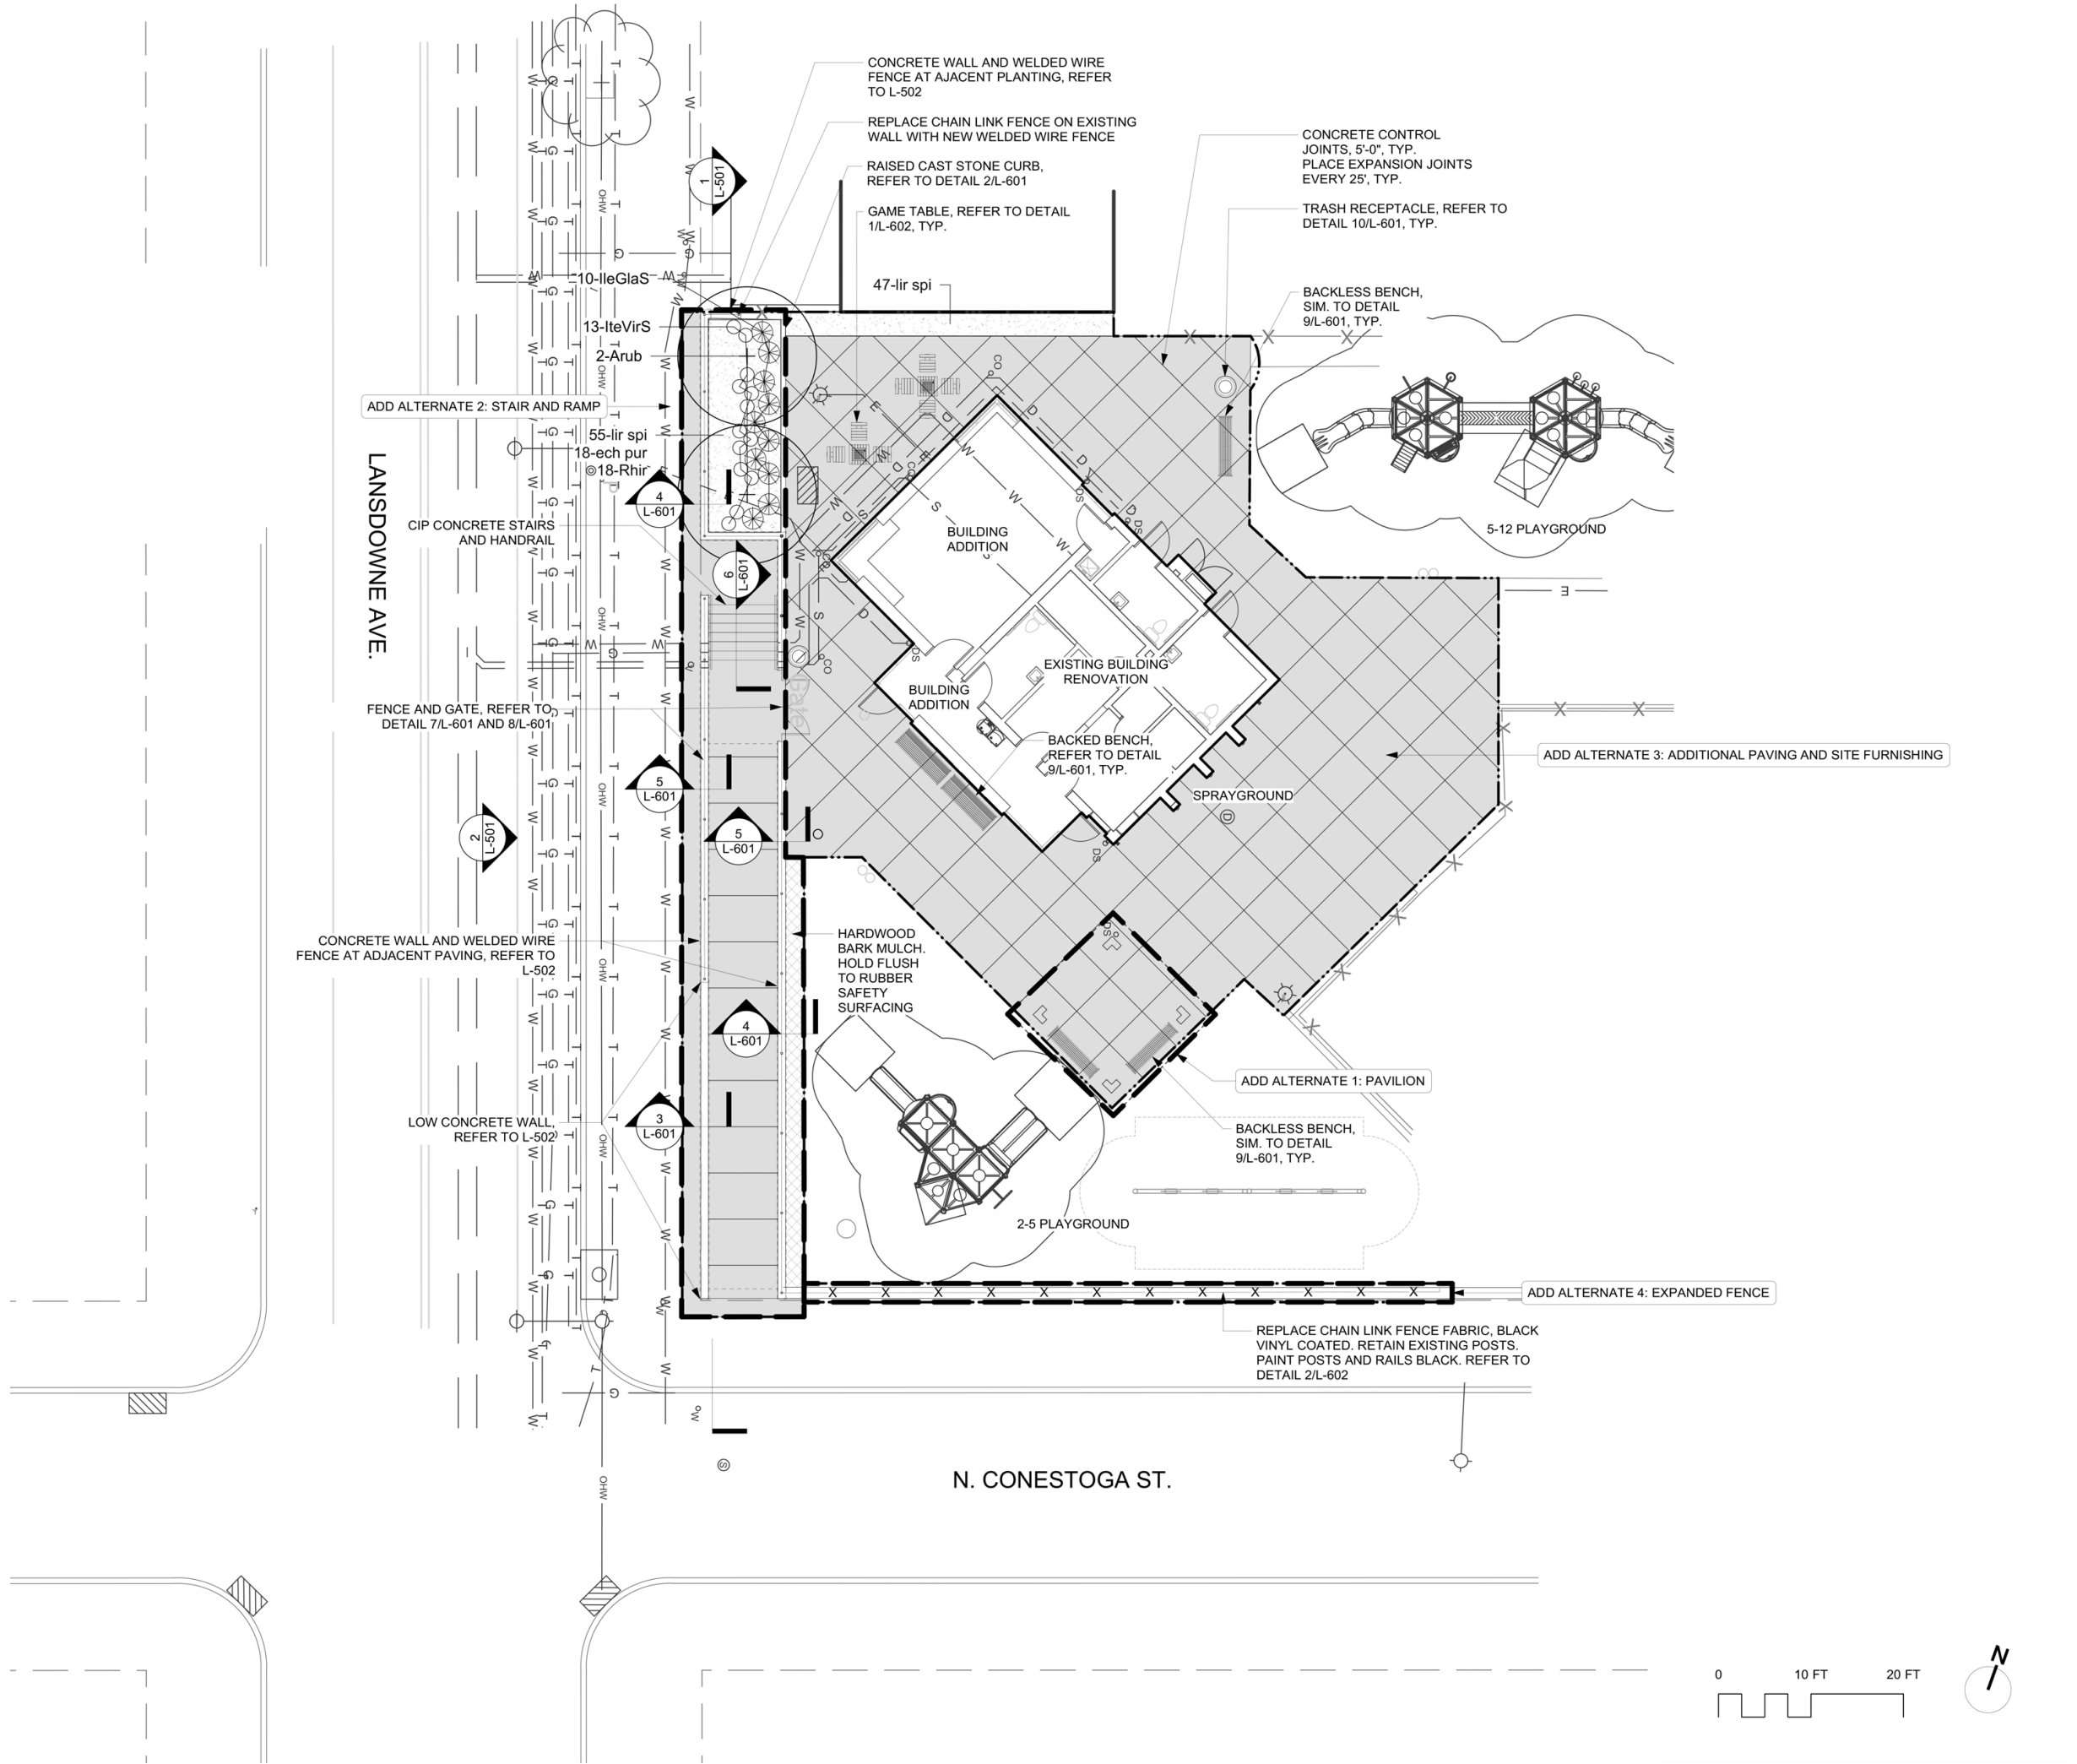 CONCRETE WALL AND WELDED WIRE
FENCE AT AJACENT PLANTING, REFER
TO L-502
REPLACE CHAIN LINK FENCE ON EXISTING
WALL WITH NEW WELDED WIRE FENCE
RAISED CAST STONE CURB,
REFER TO DETAIL 2/L-601
GAME TABLE, REFER TO DETAIL
1/L-602, TYP.
CONCRETE CONTROL
JOINTS, 5'-0", TYP.
PLACE EXPANSION JOINTS
EVERY 25', TYP.
TRASH RECEPTACLE, REFER TO
DETAIL 10/L-601, TYP.
BACKLESS BENCH,
SIM. TO DETAIL
9/L-601, TYP.
1
L-501
47-lir spi
10-IleGlaS
13-IteVirS
2-Arub
ADD ALTERNATE 2: STAIR AND RAMP
55-lir spi
18-ech pur
18-Rhir
4
L-601
LANSDOWNE AVE.
CIP CONCRETE STAIRS
AND HANDRAIL
6
L-601
BUILDING
ADDITION
5-12 PLAYGROUND
EXISTING BUILDING
RENOVATION
BUILDING
ADDITION
Gate
FENCE AND GATE, REFER TO
DETAIL 7/L-601 AND 8/L-601
BACKED BENCH,
REFER TO DETAIL
9/L-601, TYP.
ADD ALTERNATE 3: ADDITIONAL PAVING AND SITE FURNISHING
SPRAYGROUND
5
L-601
2
L-501
5
L-601
CONCRETE WALL AND WELDED WIRE
FENCE AT ADJACENT PAVING, REFER TO
L-502
HARDWOOD
BARK MULCH.
HOLD FLUSH
TO RUBBER
SAFETY
SURFACING
4
L-601
ADD ALTERNATE 1: PAVILION
LOW CONCRETE WALL,
REFER TO L-502
3
L-601
BACKLESS BENCH,
SIM. TO DETAIL
9/L-601, TYP.
2-5 PLAYGROUND
ADD ALTERNATE 4: EXPANDED FENCE
REPLACE CHAIN LINK FENCE FABRIC, BLACK
VINYL COATED. RETAIN EXISTING POSTS.
PAINT POSTS AND RAILS BLACK. REFER TO
DETAIL 2/L-602
N. CONESTOGA ST.
0 10 FT 20 FT
N